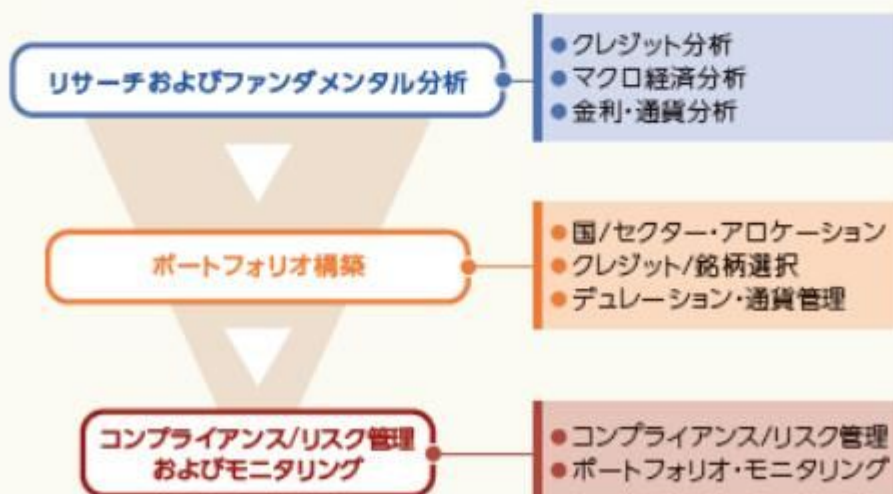 リサーチおよびファンダメンタル分析
●クレジット分析
●マクロ経済分析
●金利・通貨分析
ポートフォリオ構築
●国/セクター・アロケーション
●クレジット/銘柄選択
●デュレーション・通貨管理
コンプライアンス/リスク管理
およびモニタリング
●コンプライアンス/リスク管理
●ポートフォリオ・モニタリング